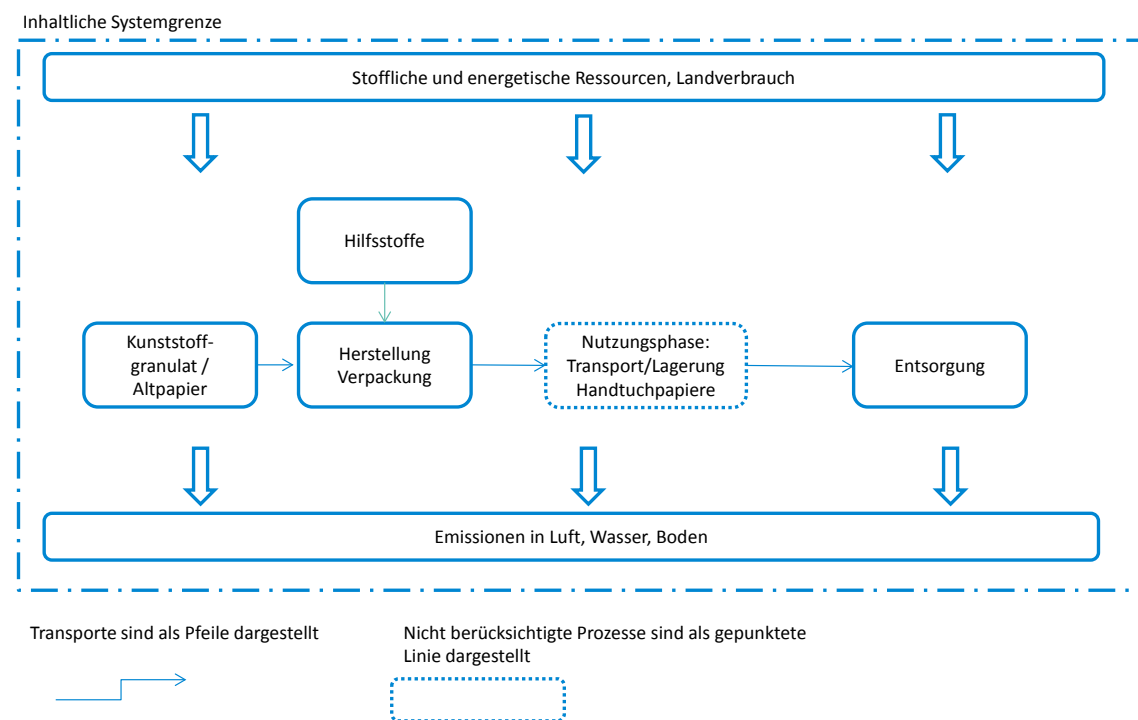 Inhaltliche Systemgrenze
Stoffliche und energetische Ressourcen, Landverbrauch
Hilfsstoffe
Kunststoff-
granulat /
Altpapier
Herstellung
Verpackung
Nutzungsphase:
Transport/Lagerung
Handtuchpapiere
Entsorgung
Emissionen in Luft, Wasser, Boden
Transporte sind als Pfeile dargestellt
Nicht berücksichtigte Prozesse sind als gepunktete
Linie dargestellt